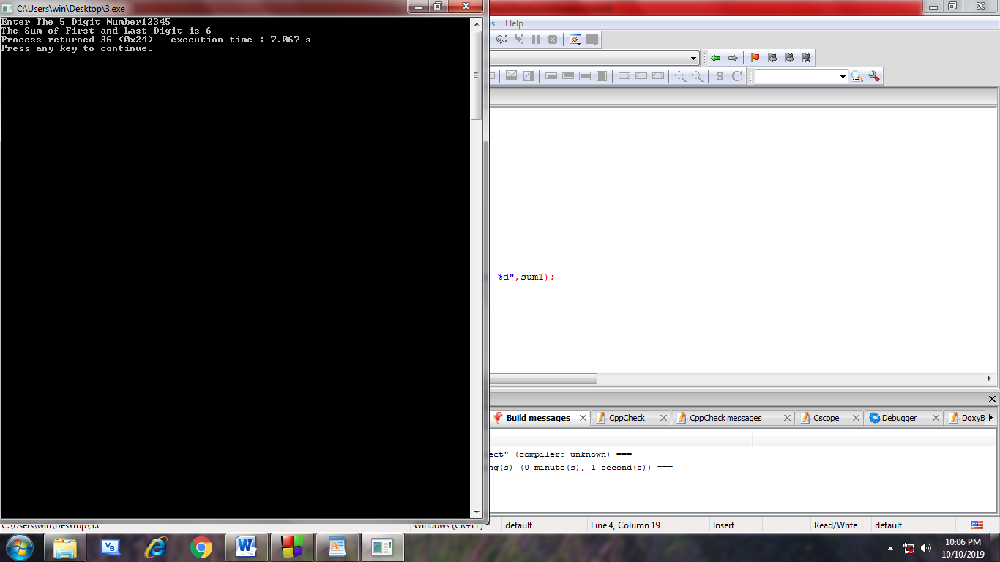 C:\Users\win\Desktop\3.exe
Enter The 5 Digit Number12345
The Sum of First and Last Digit is 6
Process returned 36 (0x24)   execution time : 7.067 s
Press any key to continue.
Help
S C
%d",sum1);
Build messages
CppCheck
CppCheck messages
Cscope
Debugger
DoxyB
ect" (compiler: unknown) ===
ng(s) (0 minute(s), 1 second(s)) ===
C:\Users\win\Desktop\3.c
Windows (CR+LF)
default
Line 4, Column 19
Insert
Read/Write
default
10:06 PM
10/10/2019